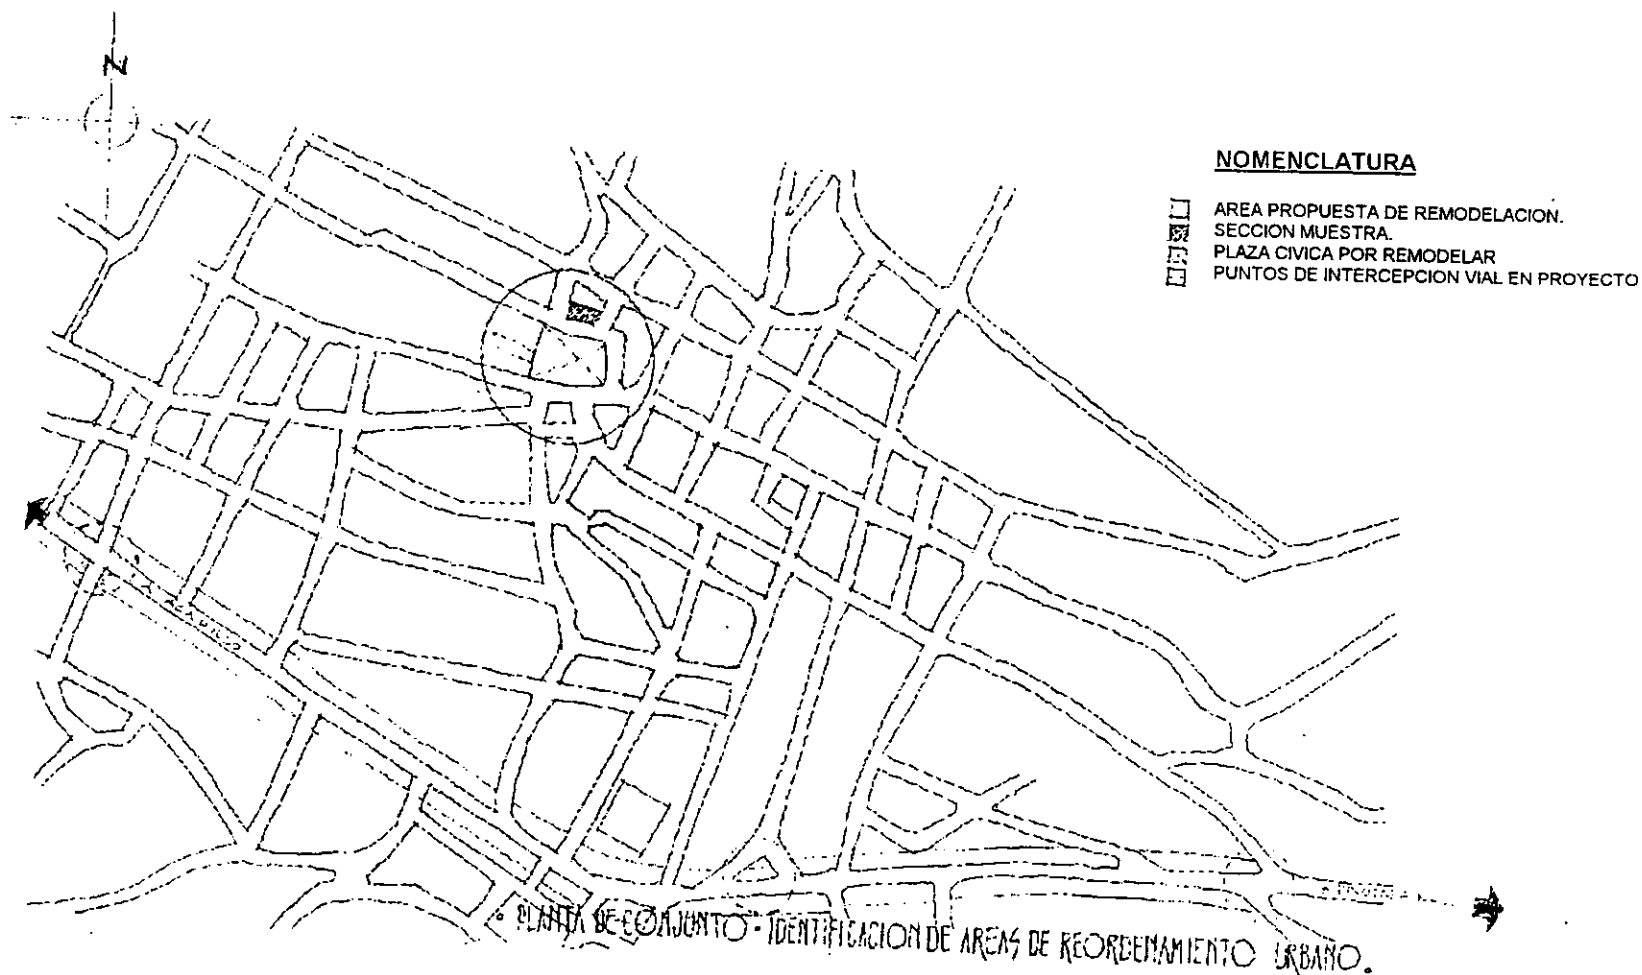 N
NOMENCLATURA
AREA PROPUESTA DE REMODELACION.
SECCION MUESTRA.
PLAZA CIVICA POR REMODELAR
PUNTOS DE INTERCEPCION VIAL EN PROYECTO
PLANTA DE CONJUNTO - IDENTIFICACION DE AREAS DE REORDENAMIENTO URBANO.